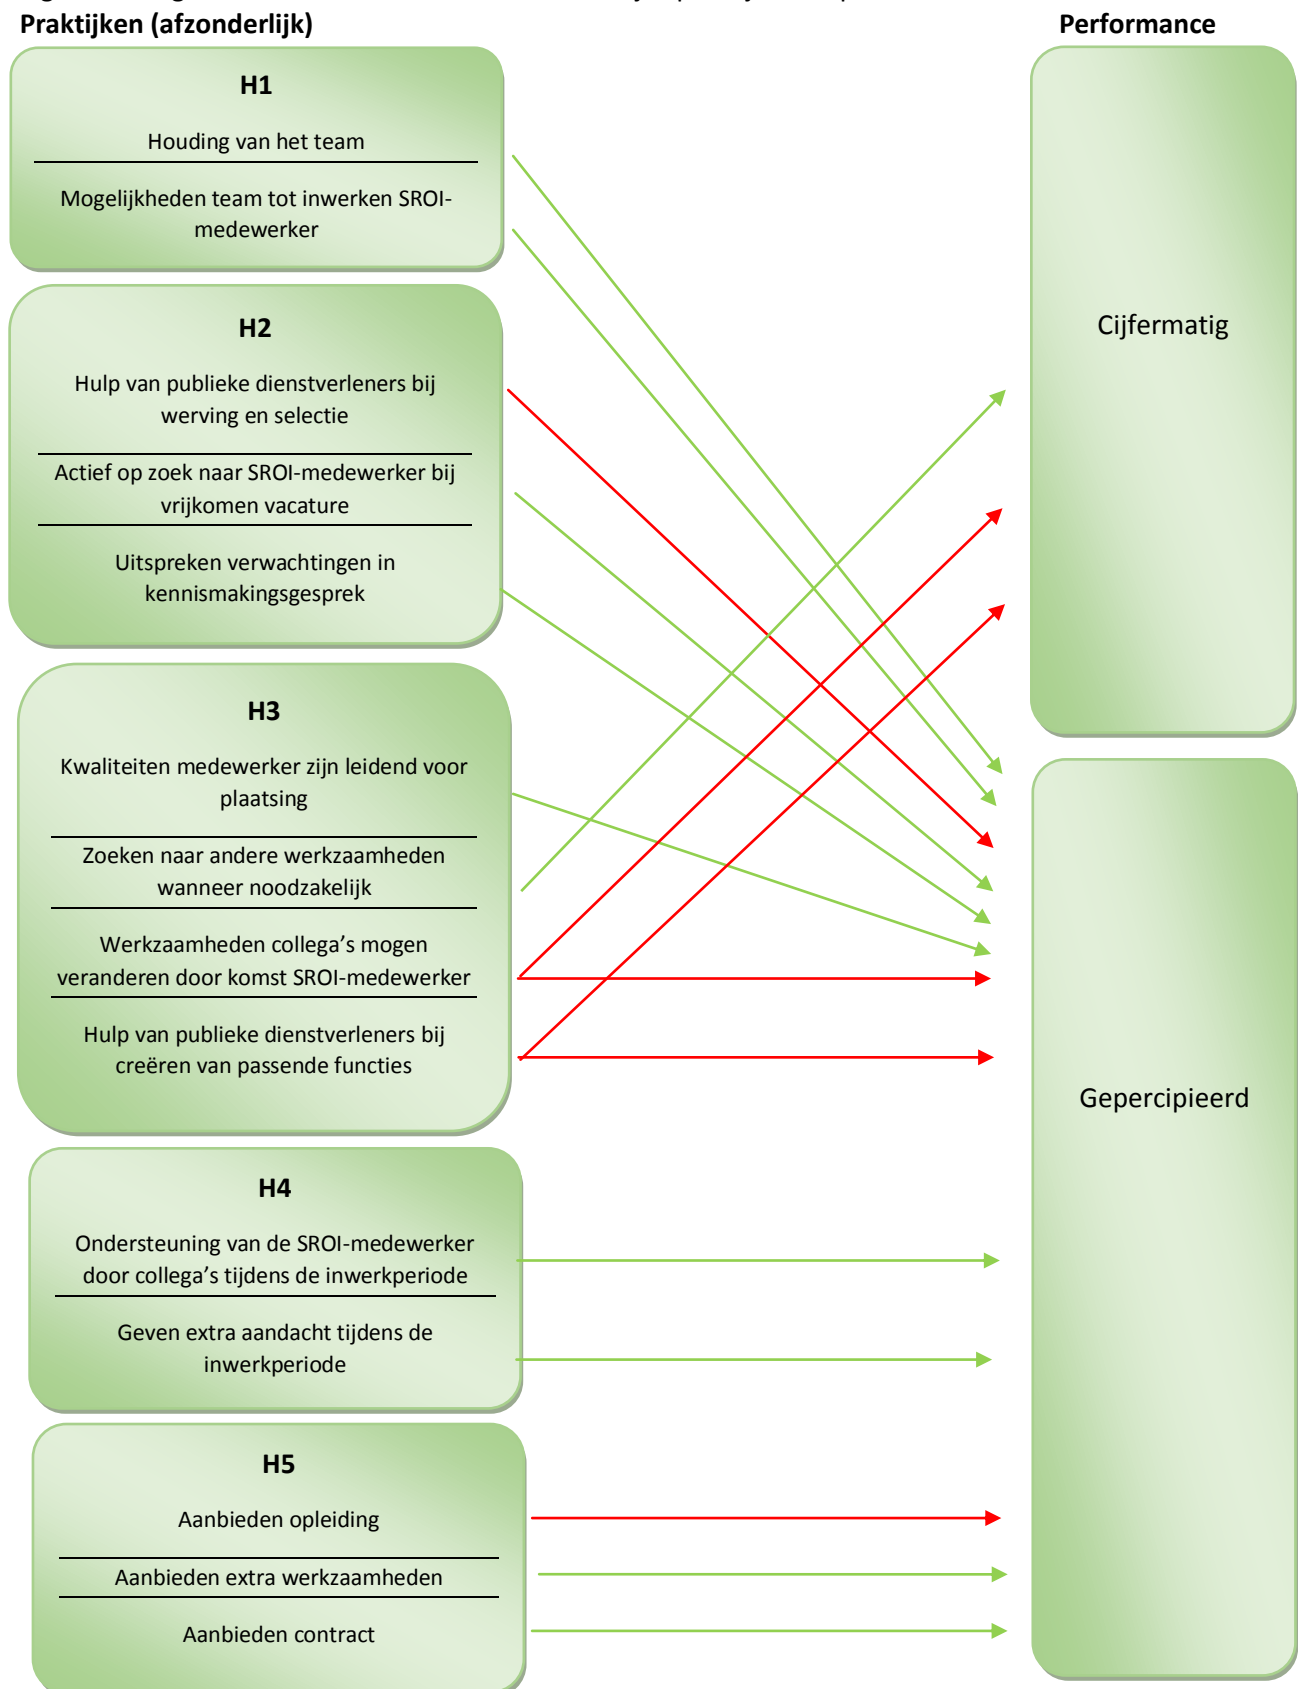 Praktijken (afzonderlijk)
Performance
H1
Houding van het team
Mogelijkheden team tot inwerken SROI-
medewerker
H2
Hulp van publieke dienstverleners bij
werving en selectie
Actief op zoek naar SROI-medewerker bij
vrijkomen vacature
Uitspreken verwachtingen in
kennismakingsgesprek
H3
Kwaliteiten medewerker zijn leidend voor
plaatsing
Zoeken naar andere werkzaamheden
wanneer noodzakelijk
Werkzaamheden collega’s mogen
veranderen door komst SROI-medewerker
Hulp van publieke dienstverleners bij
creëren van passende functies
H4
Ondersteuning van de SROI-medewerker
door collega’s tijdens de inwerkperiode
Geven extra aandacht tijdens de
inwerkperiode
H5
Aanbieden opleiding
Aanbieden extra werkzaamheden
Aanbieden contract
Cijfermatig
Gepercipieerd